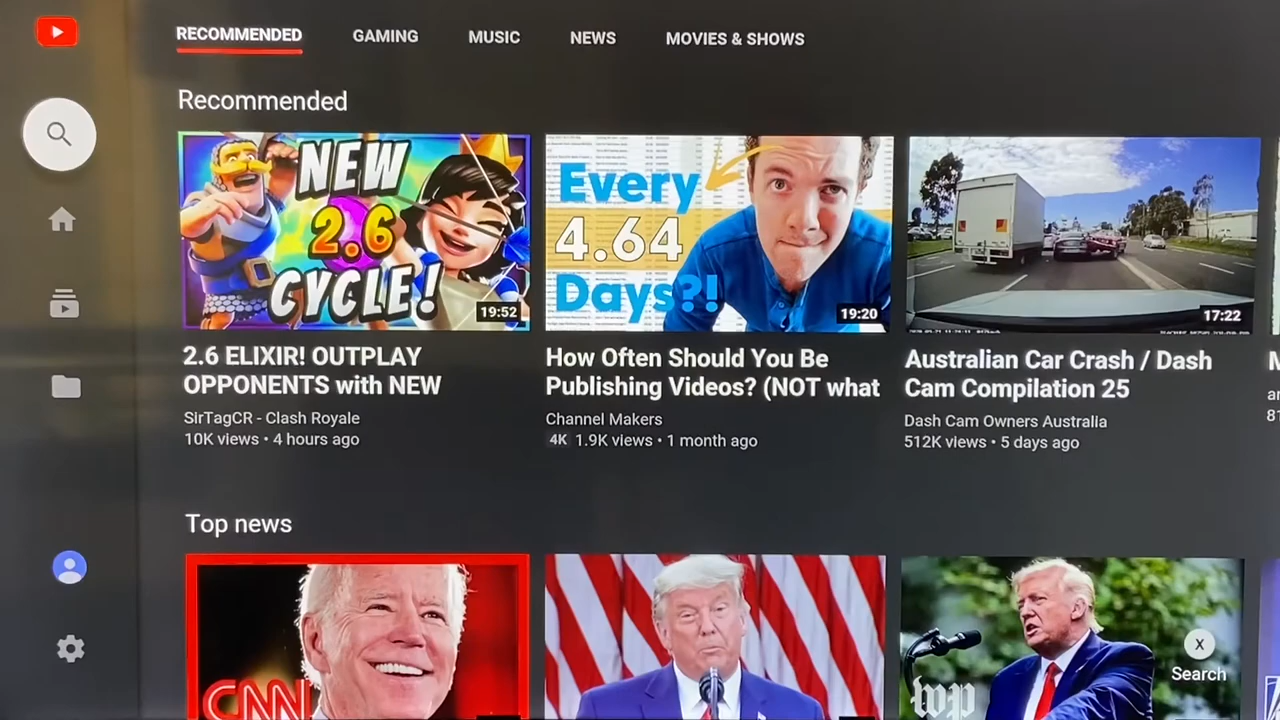 RECOMMENDED GAMING MUSIC NEWS MOVIES & SHOWS
Recommended
NEW
2.6
CYCLE!
19:52
Every
4.64
Days?!
19:20
17:22
2.6 ELIXIR! OUTPLAY
OPPONENTS with NEW
SirTagCR - Clash Royale
10K views • 4 hours ago
How Often Should You Be
Publishing Videos? (NOT what
Channel Makers
4K 1.9K views • 1 month ago
Australian Car Crash / Dash
Cam Compilation 25
Dash Cam Owners Australia
512K views • 5 days ago
Top news
CNN
wp
X
Search